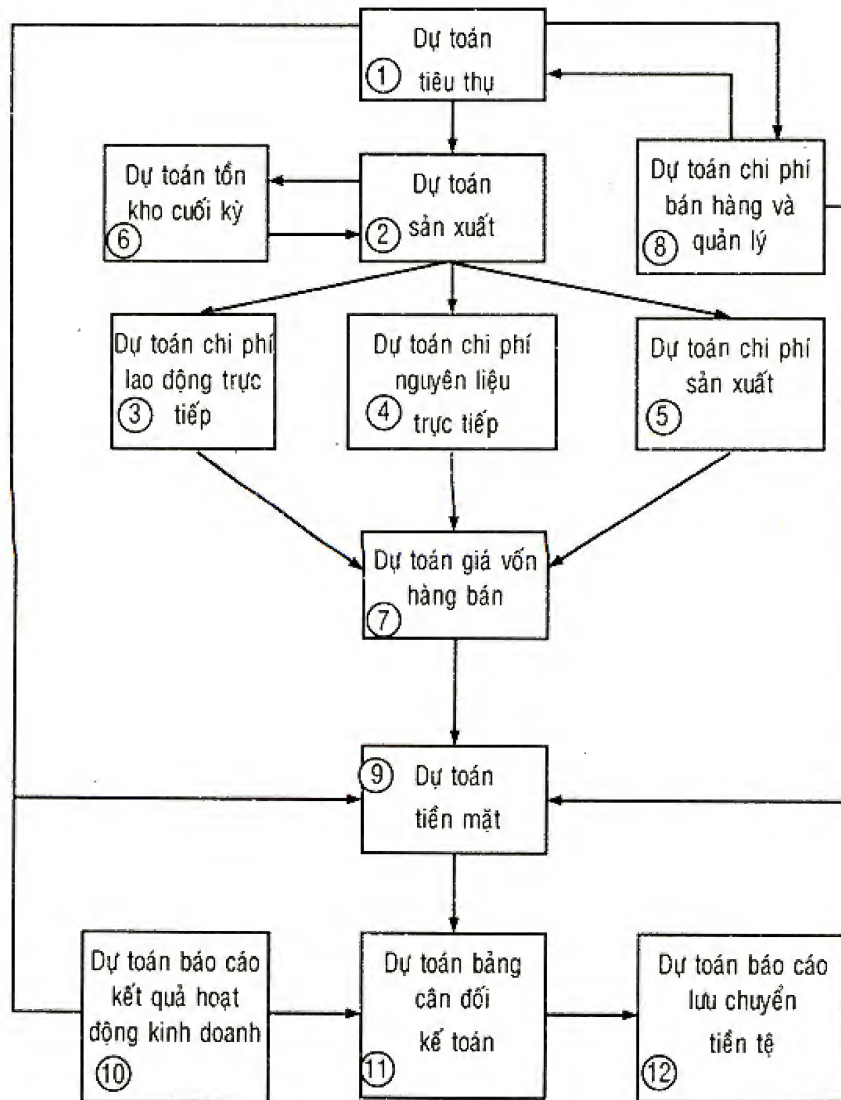 Dự toán
① tiêu thụ
Dự toán tồn
kho cuối kỳ
⑥
Dự toán
② sản xuất
Dự toán chi phí
bán hàng và
⑧ quản lý
Dự toán chi phí
lao động trực
③ tiếp
Dự toán chi phí
nguyên liệu
④ trực tiếp
Dự toán chi phí
sản xuất
⑤
Dự toán giá vốn
hàng bán
⑦
⑨ Dự toán
tiền mặt
Dự toán báo cáo
kết quả hoạt
động kinh doanh
⑩
Dự toán bảng
cân đối
kế toán
⑪
Dự toán báo cáo
lưu chuyển
tiền tệ
⑫